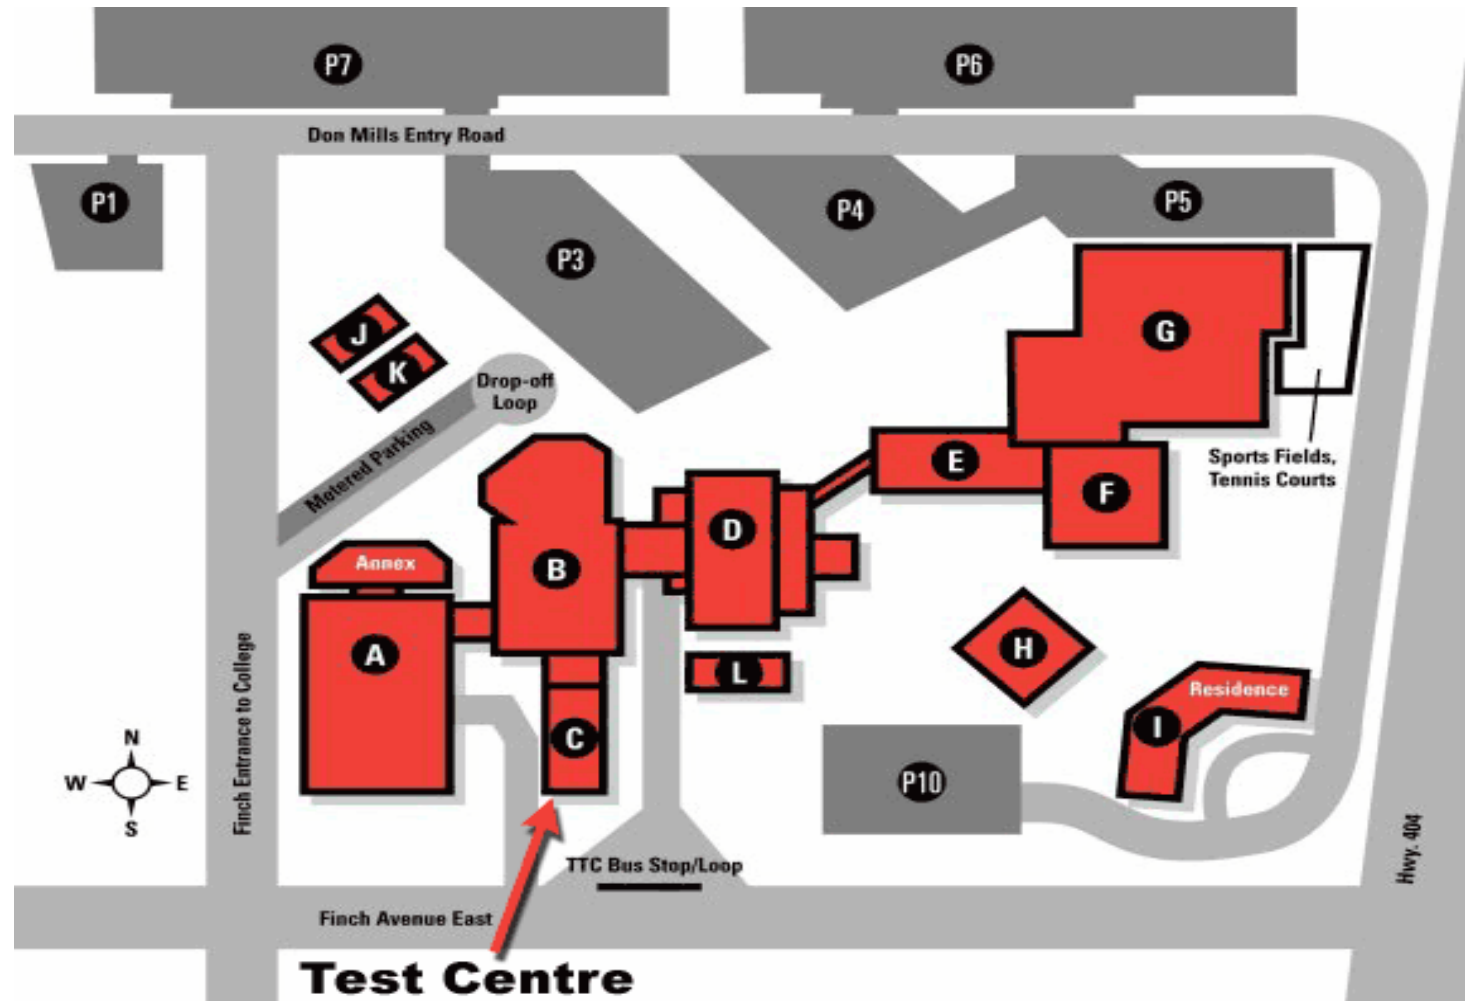 P7
P6
Don Mills Entry Road
P1
P4
P5
P3
G
J
K
Drop-off
Loop
Metered Parking
E
F
Sports Fields,
Tennis Courts
D
B
Annex
A
H
L
Residence
I
C
N
W
E
S
P10
Finch Entrance to College
Hwy. 404
TTC Bus Stop/Loop
Finch Avenue East
Test Centre